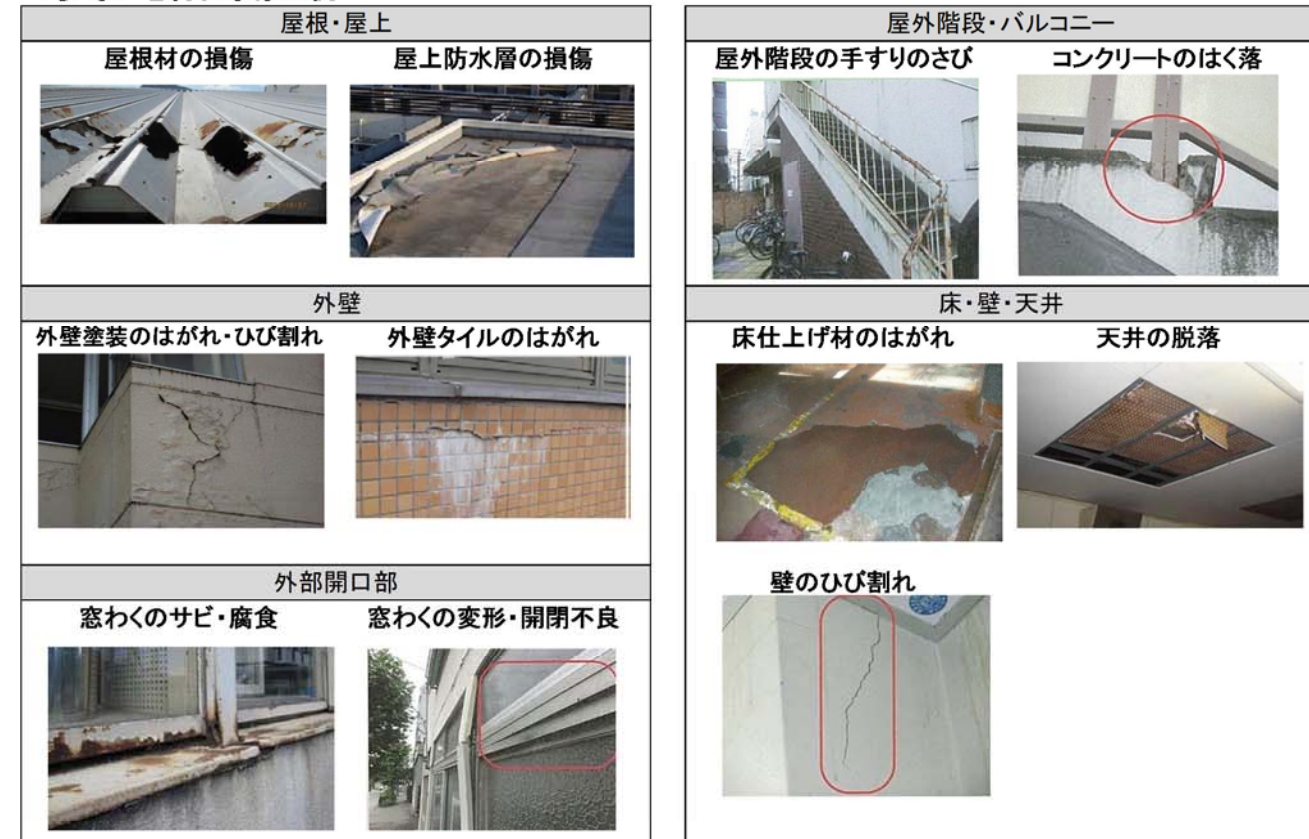 屋根・屋上
屋根材の損傷 屋上防水層の損傷
外壁
外壁塗装のはがれ・ひび割れ 外壁タイルのはがれ
外部開口部
窓わくのサビ・腐食 窓わくの変形・開閉不良
屋外階段・バルコニー
屋外階段の手すりのさび コンクリートのはく落
床・壁・天井
床仕上げ材のはがれ 天井の脱落
壁のひび割れ